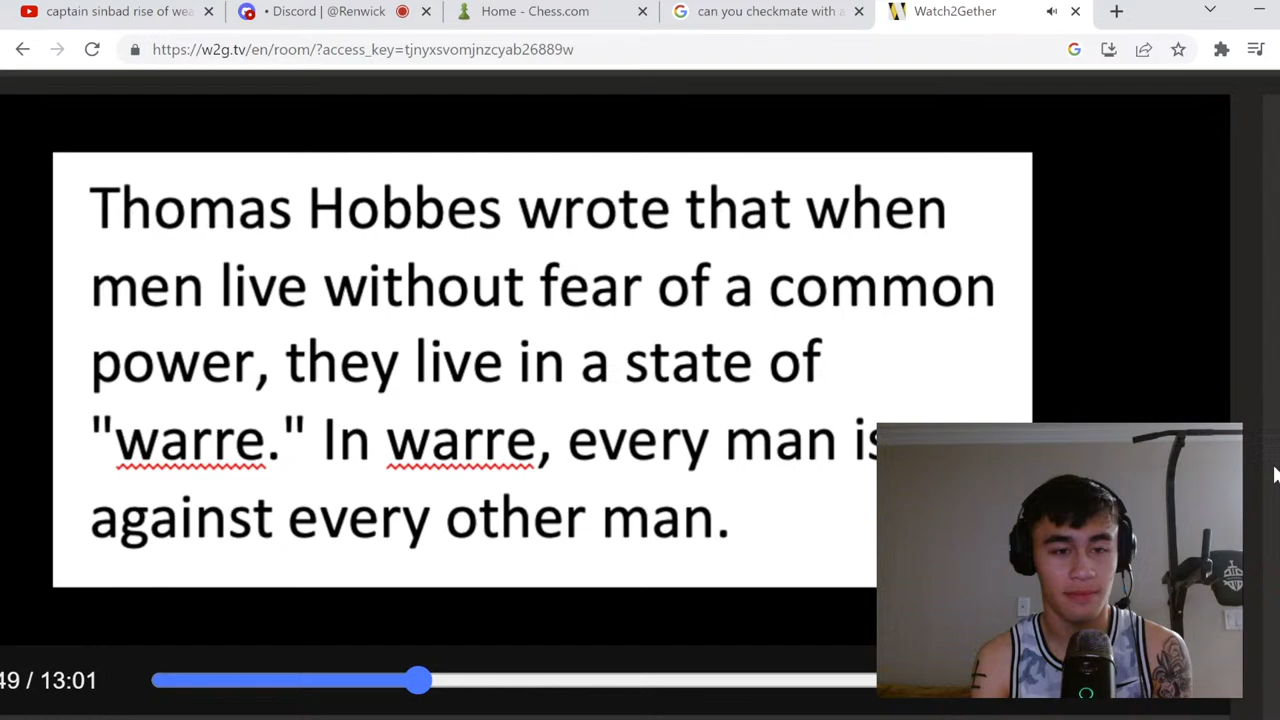 captain sinbad rise of wea
• Discord | @Renwick
Home - Chess.com
can you checkmate with a
Watch2Gether
https://w2g.tv/en/room/?access_key=tjnyxsvomjnzcyab26889w
Thomas Hobbes wrote that when
men live without fear of a common
power, they live in a state of
"warre." In warre, every man is
against every other man.
49 / 13:01